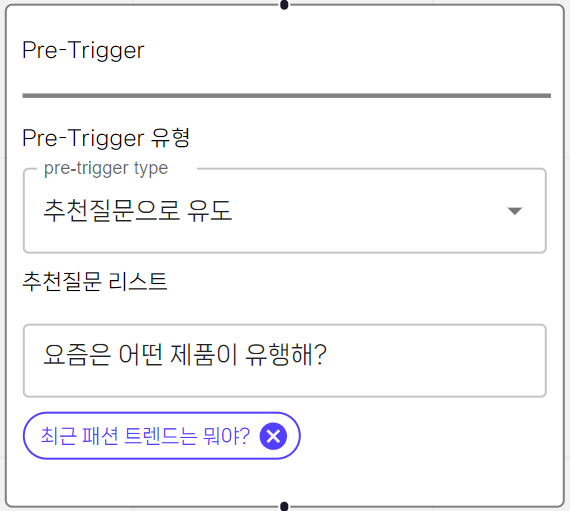 Pre-Trigger
Pre-Trigger 유형
pre-trigger type
추천질문으로 유도
추천질문 리스트
요즘은 어떤 제품이 유행해?
최근 패션 트렌드는 뭐야?